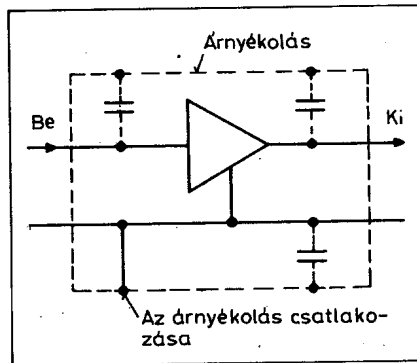 Árnyékolás
Be
Ki
Az árnyékolás csatlako-
zása